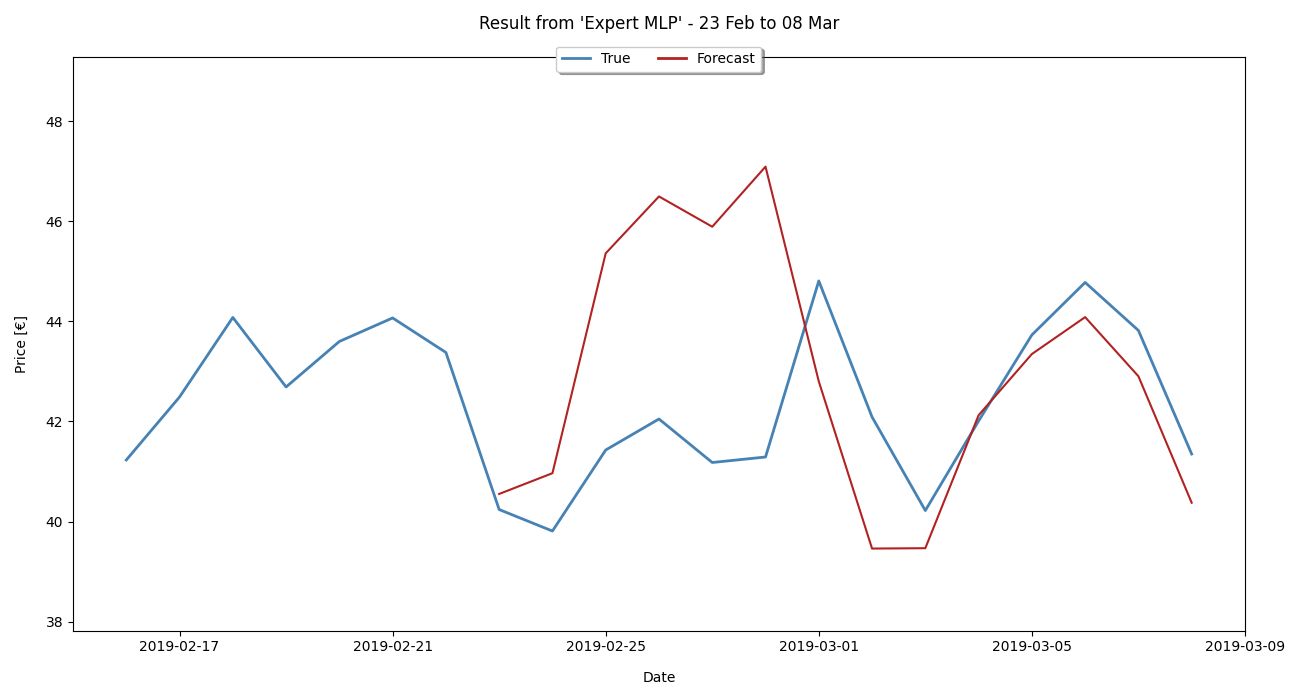 Result from 'Expert MLP' - 23 Feb to 08 Mar
True Forecast
48
46
44
42
40
38
Price [€]
2019-02-17 2019-02-21 2019-02-25 2019-03-01 2019-03-05 2019-03-09
Date